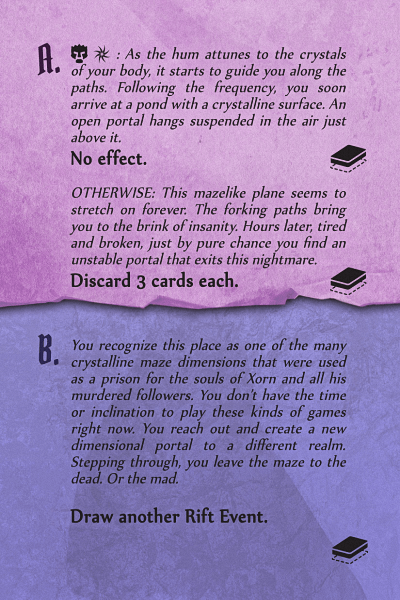 A.
: As the hum attunes to the crystals
of your body, it starts to guide you along the
paths. Following the frequency, you soon
arrive at a pond with a crystalline surface. An
open portal hangs suspended in the air just
above it.
No effect.
OTHERWISE: This mazelike plane seems to
stretch on forever. The forking paths bring
you to the brink of insanity. Hours later, tired
and broken, just by pure chance you find an
unstable portal that exits this nightmare.
Discard 3 cards each.
B.
You recognize this place as one of the many
crystalline maze dimensions that were used
as a prison for the souls of Xorn and all his
murdered followers. You don't have the time
or inclination to play these kinds of games
right now. You reach out and create a new
dimensional portal to a different realm.
Stepping through, you leave the maze to the
dead. Or the mad.
Draw another Rift Event.